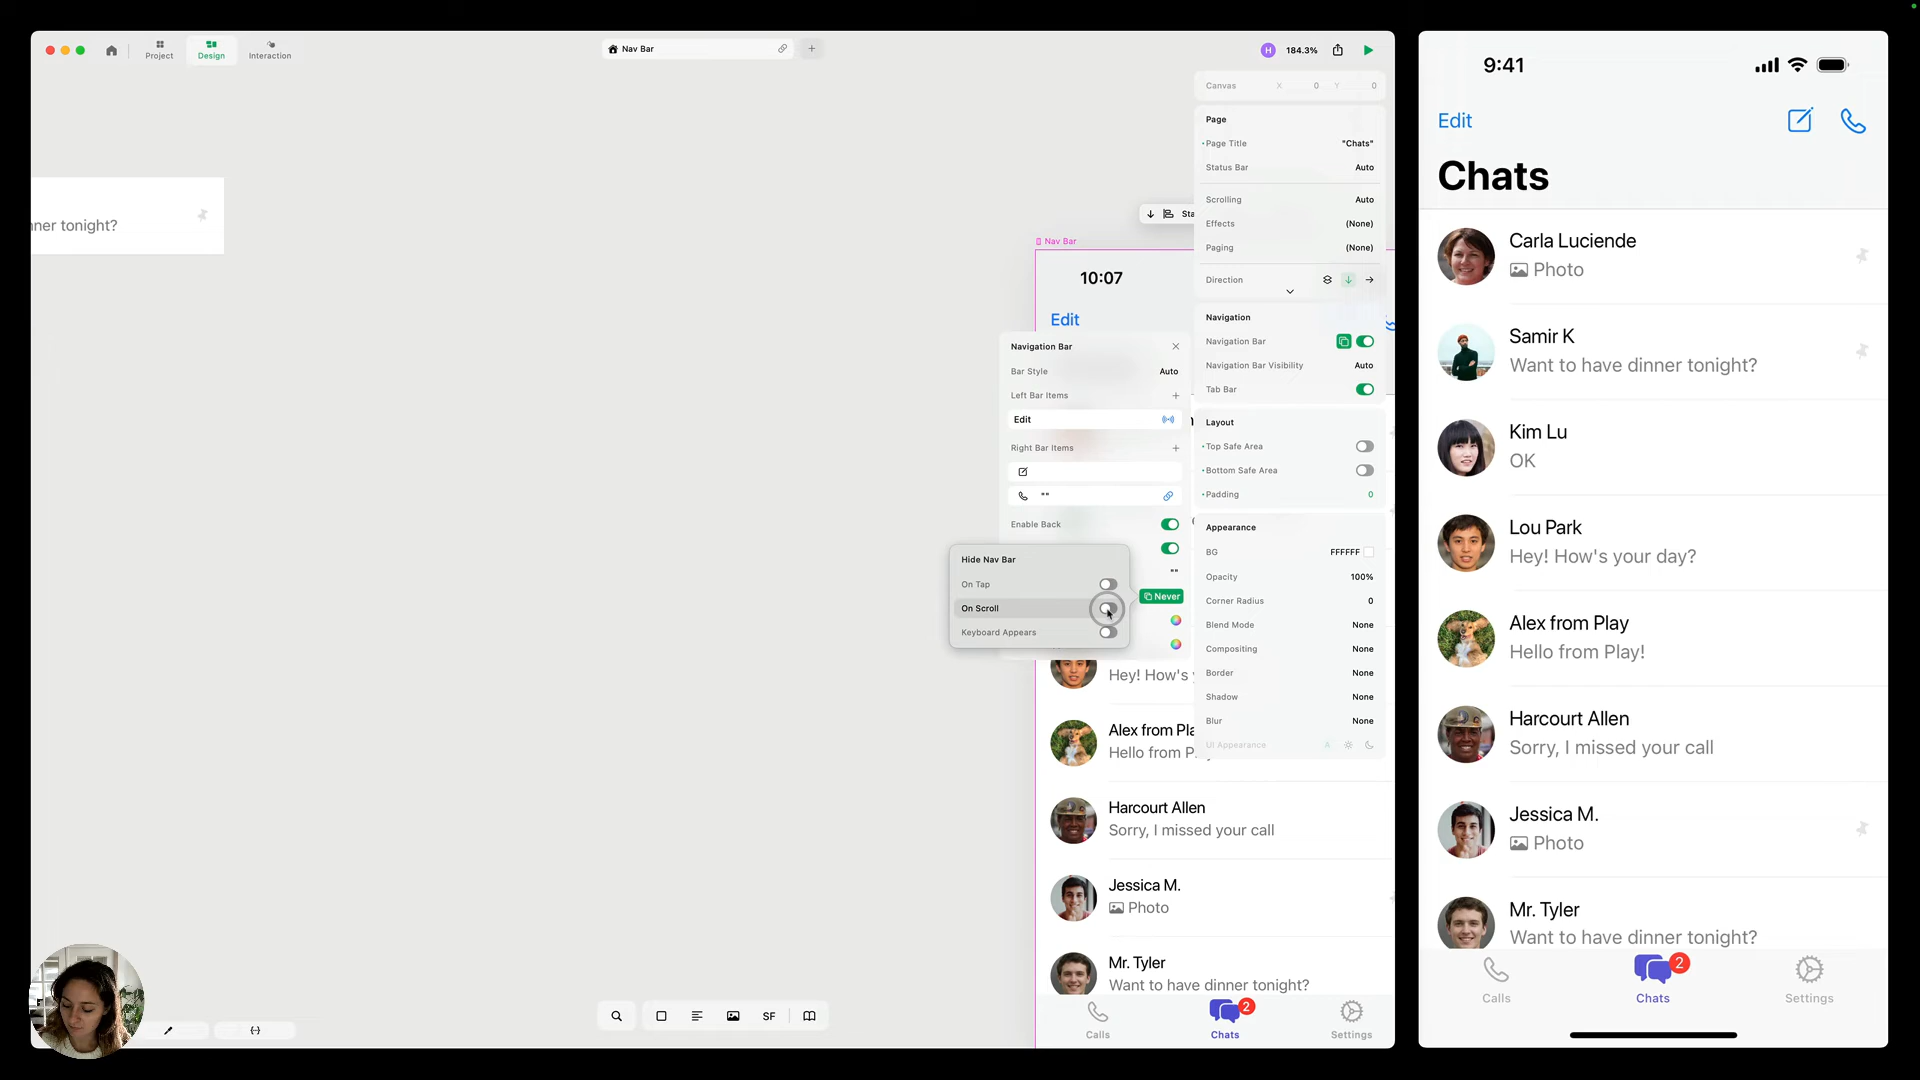 Project
Design
Interaction
Nav Bar
H
184.3%
nner tonight?
Canvas
X
0
Y
0
Page
Page Title
"Chats"
Status Bar
Auto
Scrolling
Auto
Effects
(None)
Paging
(None)
Direction
Navigation
Navigation Bar
Navigation Bar Visibility
Auto
Tab Bar
Layout
Top Safe Area
Bottom Safe Area
Padding
0
Appearance
BG
FFFFFF
Opacity
100%
Corner Radius
0
Blend Mode
None
Compositing
None
Border
None
Shadow
None
Blur
None
UI Appearance
A
Sta
Nav Bar
10:07
Edit
Navigation Bar
Bar Style
Auto
Left Bar Items
Edit
Right Bar Items
""
Enable Back
""
Never
Hide Nav Bar
On Tap
On Scroll
Keyboard Appears
Hey! How's
Alex from Pla
Hello from P
Harcourt Allen
Sorry, I missed your call
Jessica M.
Photo
Mr. Tyler
Want to have dinner tonight?
Calls
2
Chats
Settings
SF
9:41
Edit
Chats
Carla Luciende
Photo
Samir K
Want to have dinner tonight?
Kim Lu
OK
Lou Park
Hey! How's your day?
Alex from Play
Hello from Play!
Harcourt Allen
Sorry, I missed your call
Jessica M.
Photo
Mr. Tyler
Want to have dinner tonight?
Calls
2
Chats
Settings